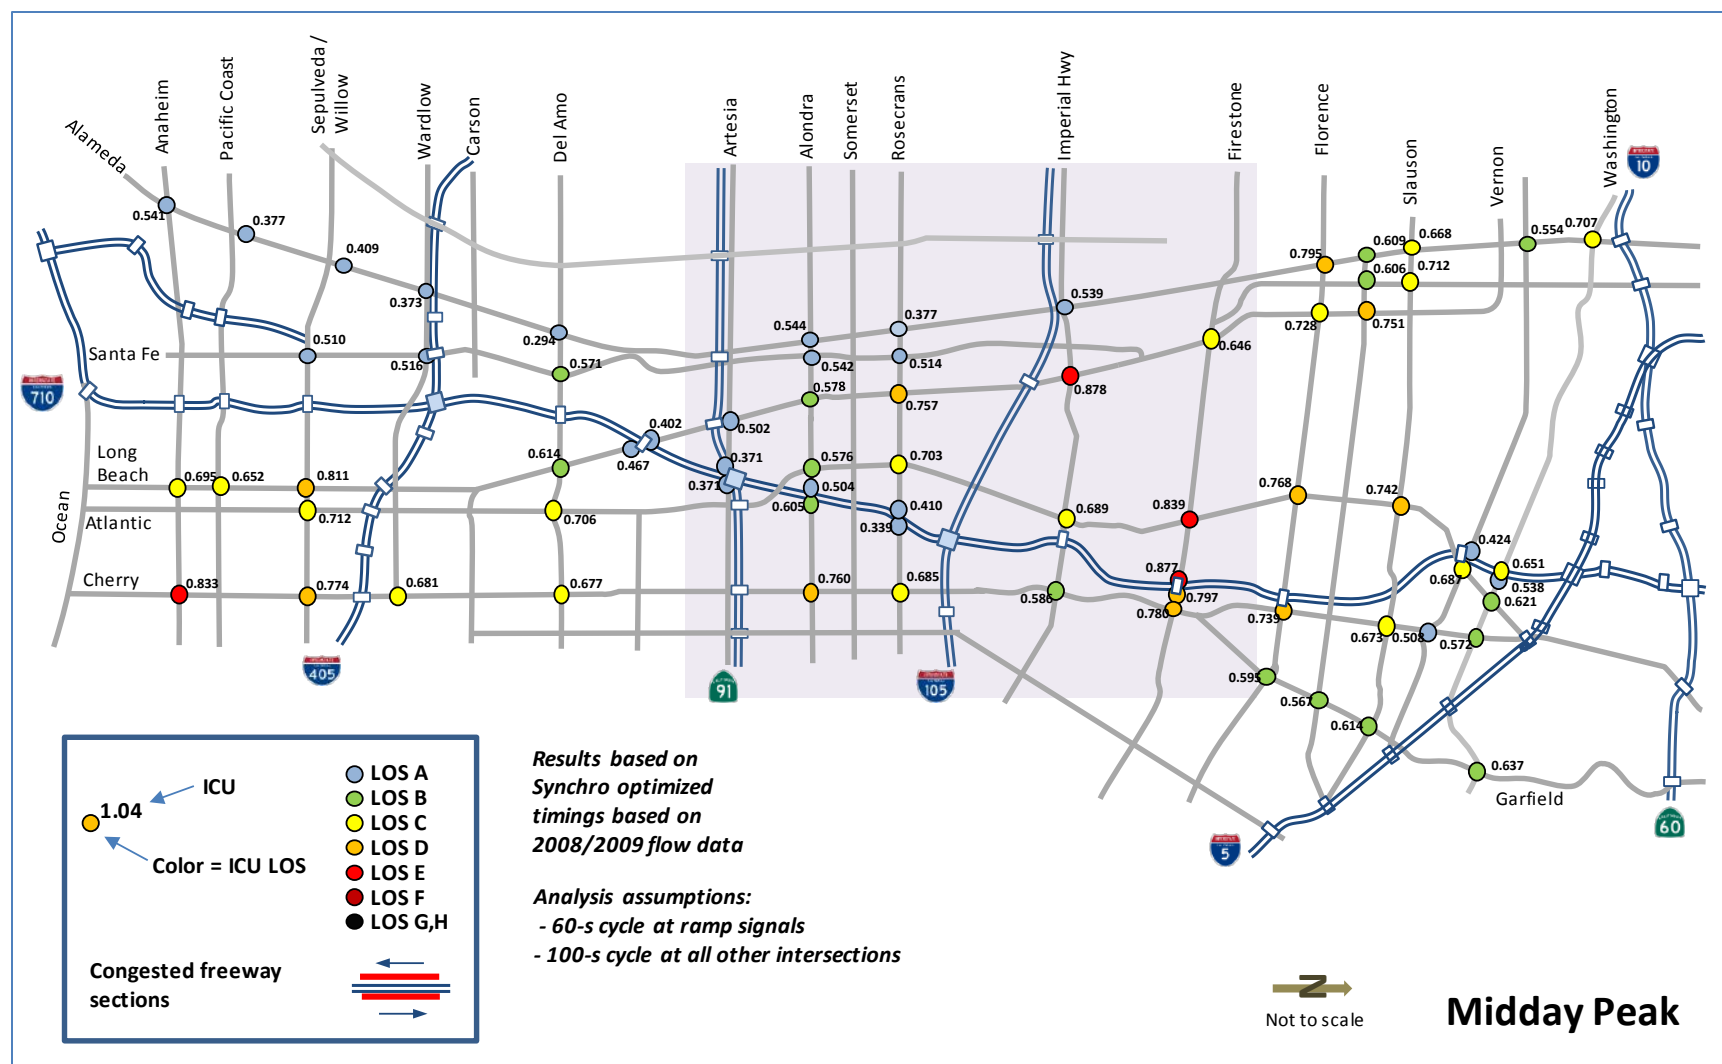 Alameda
Anaheim
Pacific Coast
Sepulveda /
Willow
Wardlow
Carson
Del Amo
Artesia
Alondra
Somerset
Rosecrans
Imperial Hwy
Firestone
Florence
Slauson
Vernon
Washington
10
0.541
0.377
0.409
0.373
0.294
0.544
0.377
0.539
0.795
0.609
0.668
0.554
0.707
0.606
0.712
0.728
0.751
0.646
Santa Fe
0.510
0.516
0.571
0.542
0.514
0.878
710
0.578
0.757
0.502
0.402
0.467
0.614
0.371
0.371
0.576
0.703
0.504
0.605
0.410
0.339
0.689
0.839
0.768
0.742
Long
Beach
0.695
0.652
0.811
Atlantic
0.712
0.706
Ocean
Cherry
0.833
0.774
0.681
0.677
0.760
0.685
0.586
0.877
0.797
0.780
0.739
0.424
0.687
0.651
0.538
0.621
0.673
0.508
0.572
0.595
0.567
0.614
0.637
Garfield
405
91
105
5
60
1.04
ICU
Color = ICU LOS
LOS A
LOS B
LOS C
LOS D
LOS E
LOS F
LOS G,H
Congested freeway
sections
Results based on
Synchro optimized
timings based on
2008/2009 flow data
Analysis assumptions:
- 60-s cycle at ramp signals
- 100-s cycle at all other intersections
N
Not to scale
Midday Peak